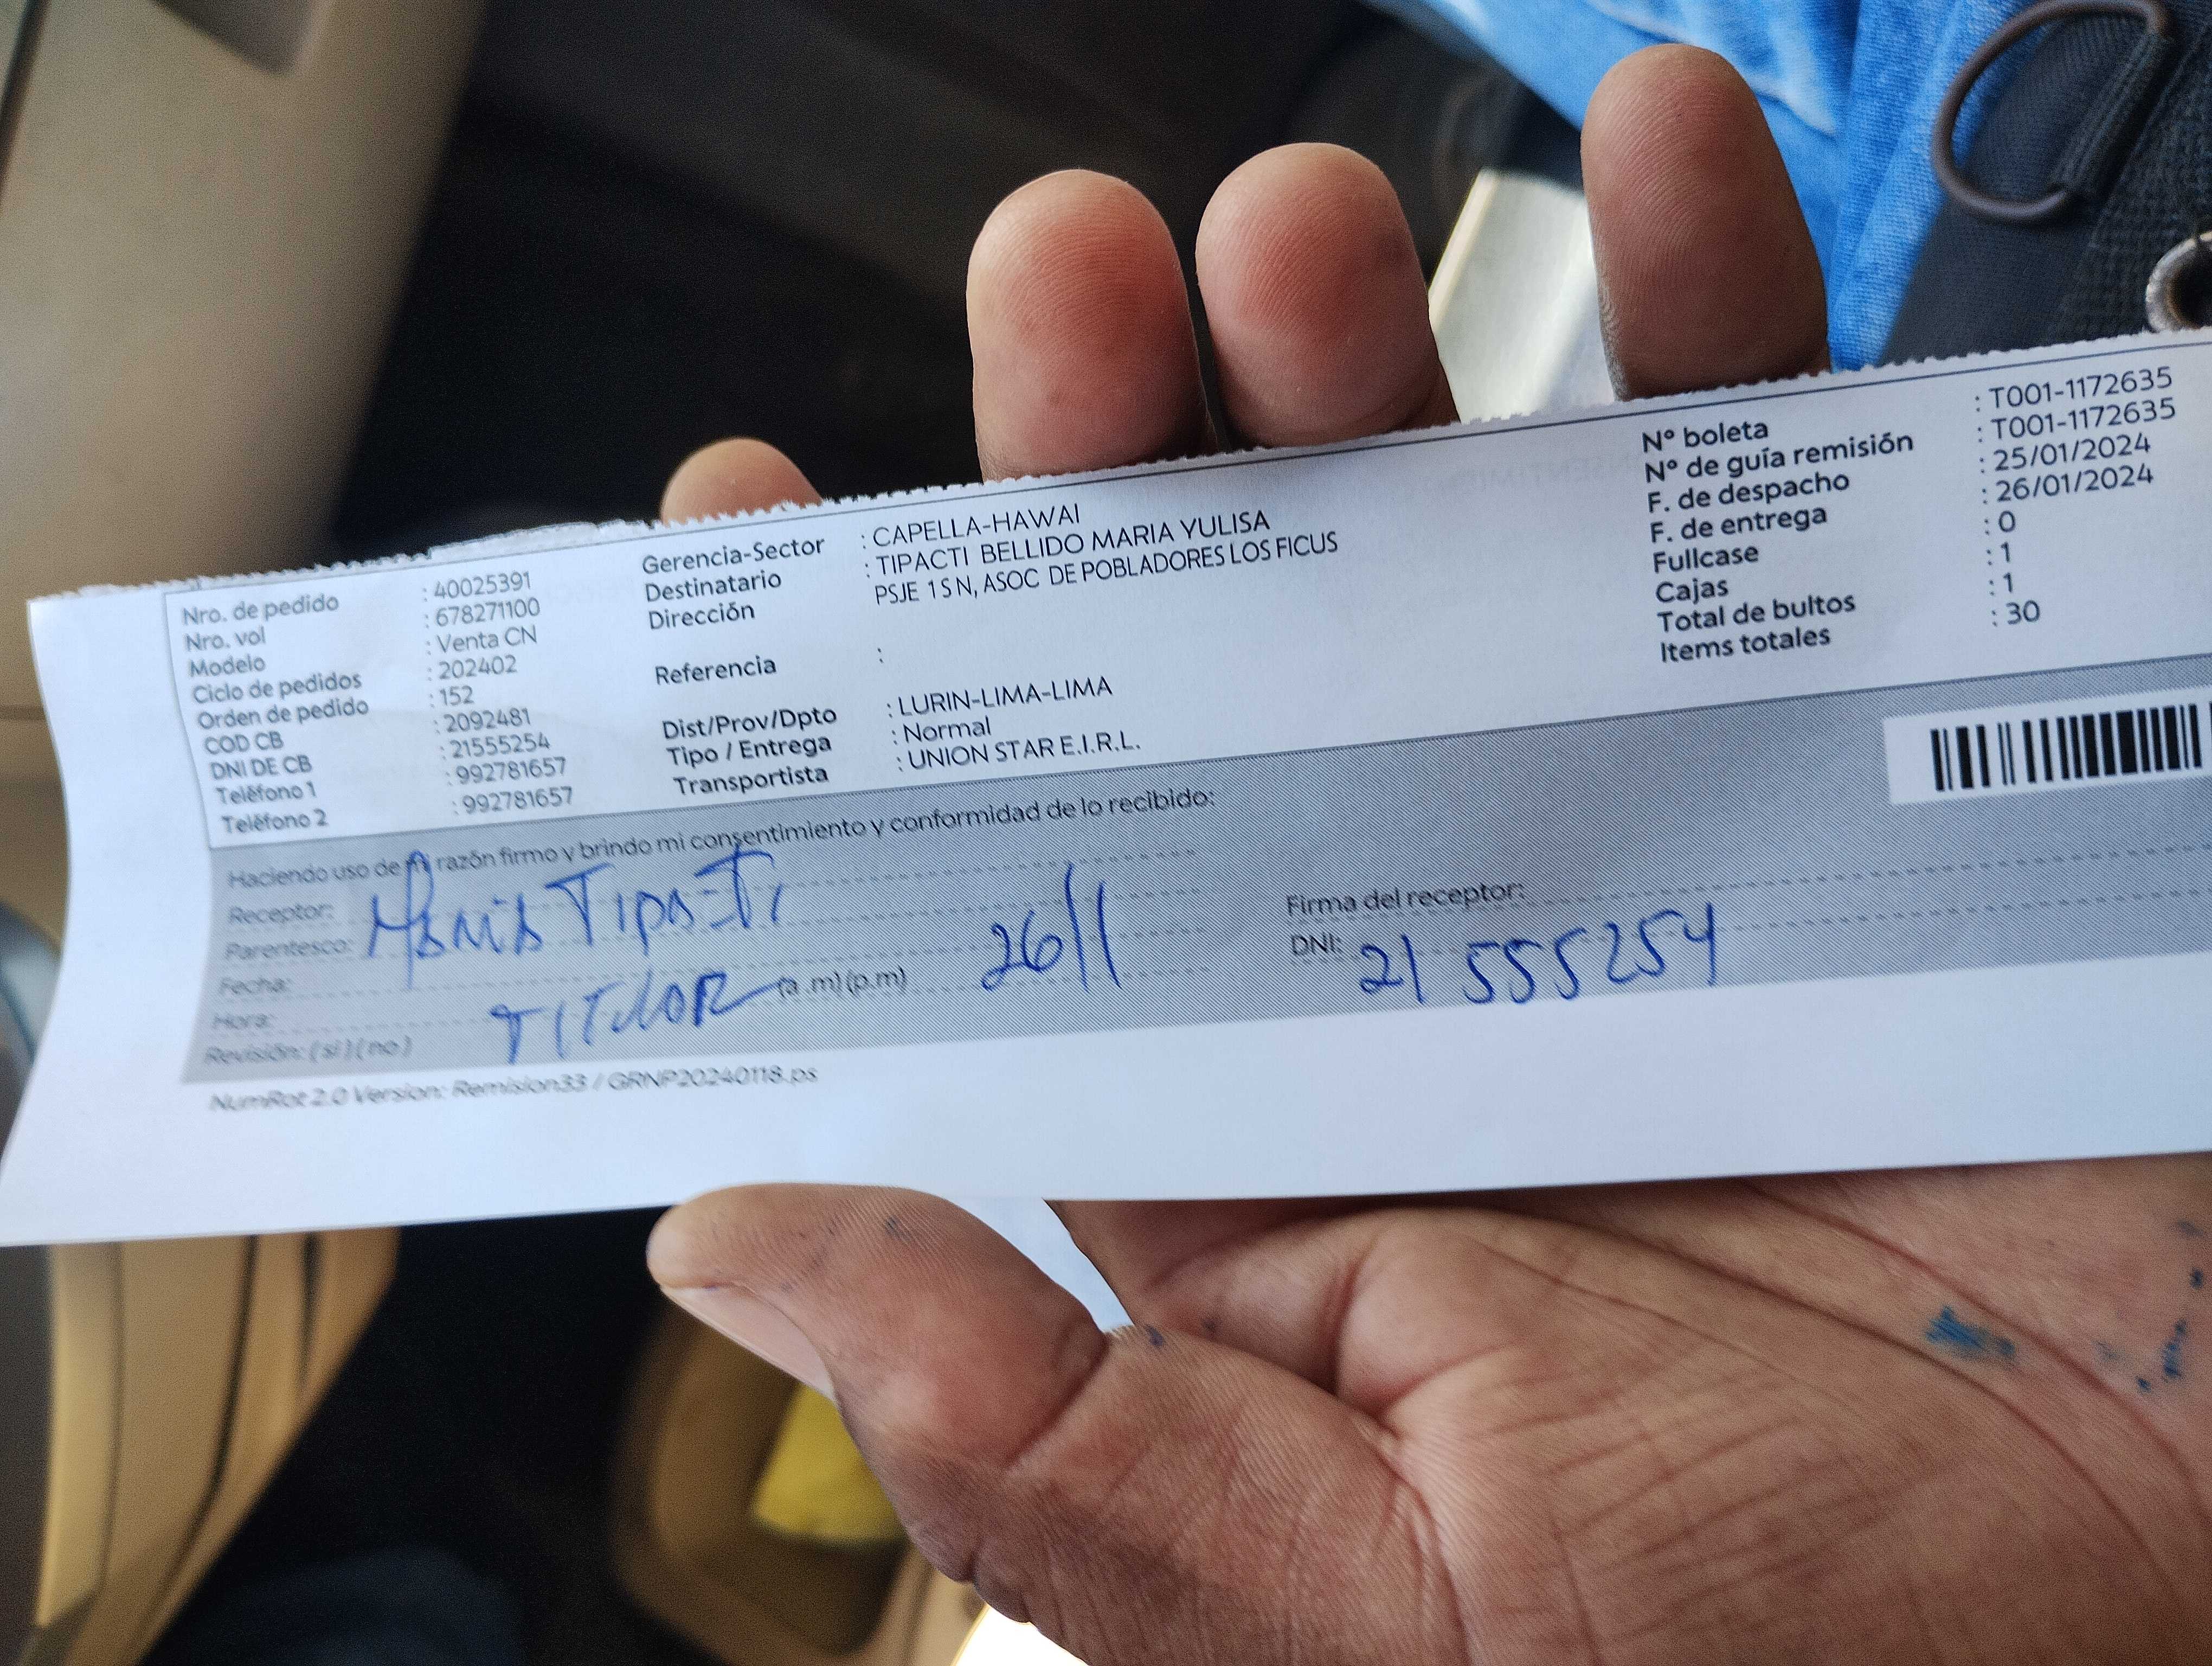 Nro. de pedido : 40025391
Nro. vol : 678271100
Modelo : Venta CN
Ciclo de pedidos : 202402
Orden de pedido : 152
COD CB : 2092481
DNI DE CB : 21555254
Teléfono 1 : 992781657
Teléfono 2 : 992781657
Gerencia-Sector : CAPELLA-HAWAI
Destinatario : TIPACTI BELLIDO MARIA YULISA
Dirección PSJE 1 S N, ASOC DE POBLADORES LOS FICUS
Referencia :
Dist/Prov/Dpto : LURIN-LIMA-LIMA
Tipo / Entrega : Normal
Transportista : UNION STAR E.I.R.L.
N° boleta : T001-1172635
N° de guía remisión : T001-1172635
F. de despacho : 25/01/2024
F. de entrega : 26/01/2024
Fullcase : 0
Cajas : 1
Total de bultos : 1
Items totales : 30
Haciendo uso de mi razón firmo y brindo mi consentimiento y conformidad de lo recibido:
Receptor: Maria Tipacti
Parentesco:
Fecha: 26/1
Hora: TITULAR (a .m) (p.m)
Revisión: ( si ) ( no )
Firma del receptor:
DNI: 21555254
NumRot 2.0 Version: Remision33 / GRNP20240118.ps